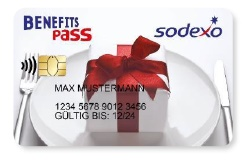 BENEFITS
PASS
sodexo
MAX MUSTERMANN
1234 5678 9012 3456
GÜLTIG BIS: 12/24